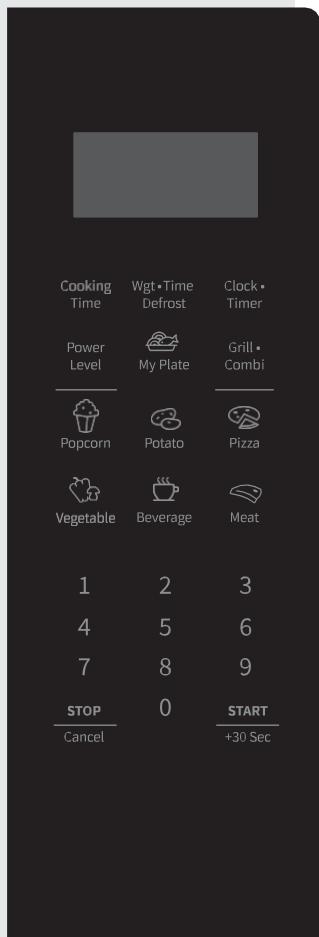 Cooking Wgt•Time Clock •
Time Defrost Timer
Power Grill •
Level My Plate Combi
Popcorn Potato Pizza
Vegetable Beverage Meat
1 2 3
4 5 6
7 8 9
STOP 0 START
Cancel +30 Sec